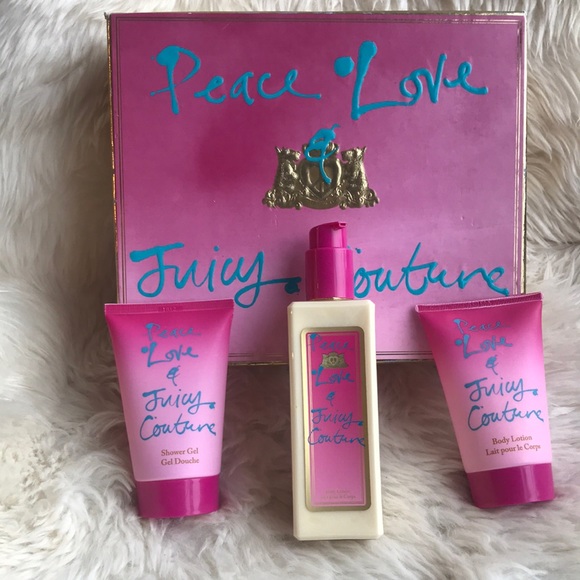 Peace Love
&
Juicy Couture
Peace
Love
&
Juicy
Couture
Shower Gel
Gel Douche
Peace
Love
&
Juicy
Couture
Peace
Love
&
Juicy
Couture
Body Lotion
Lait pour le Corps